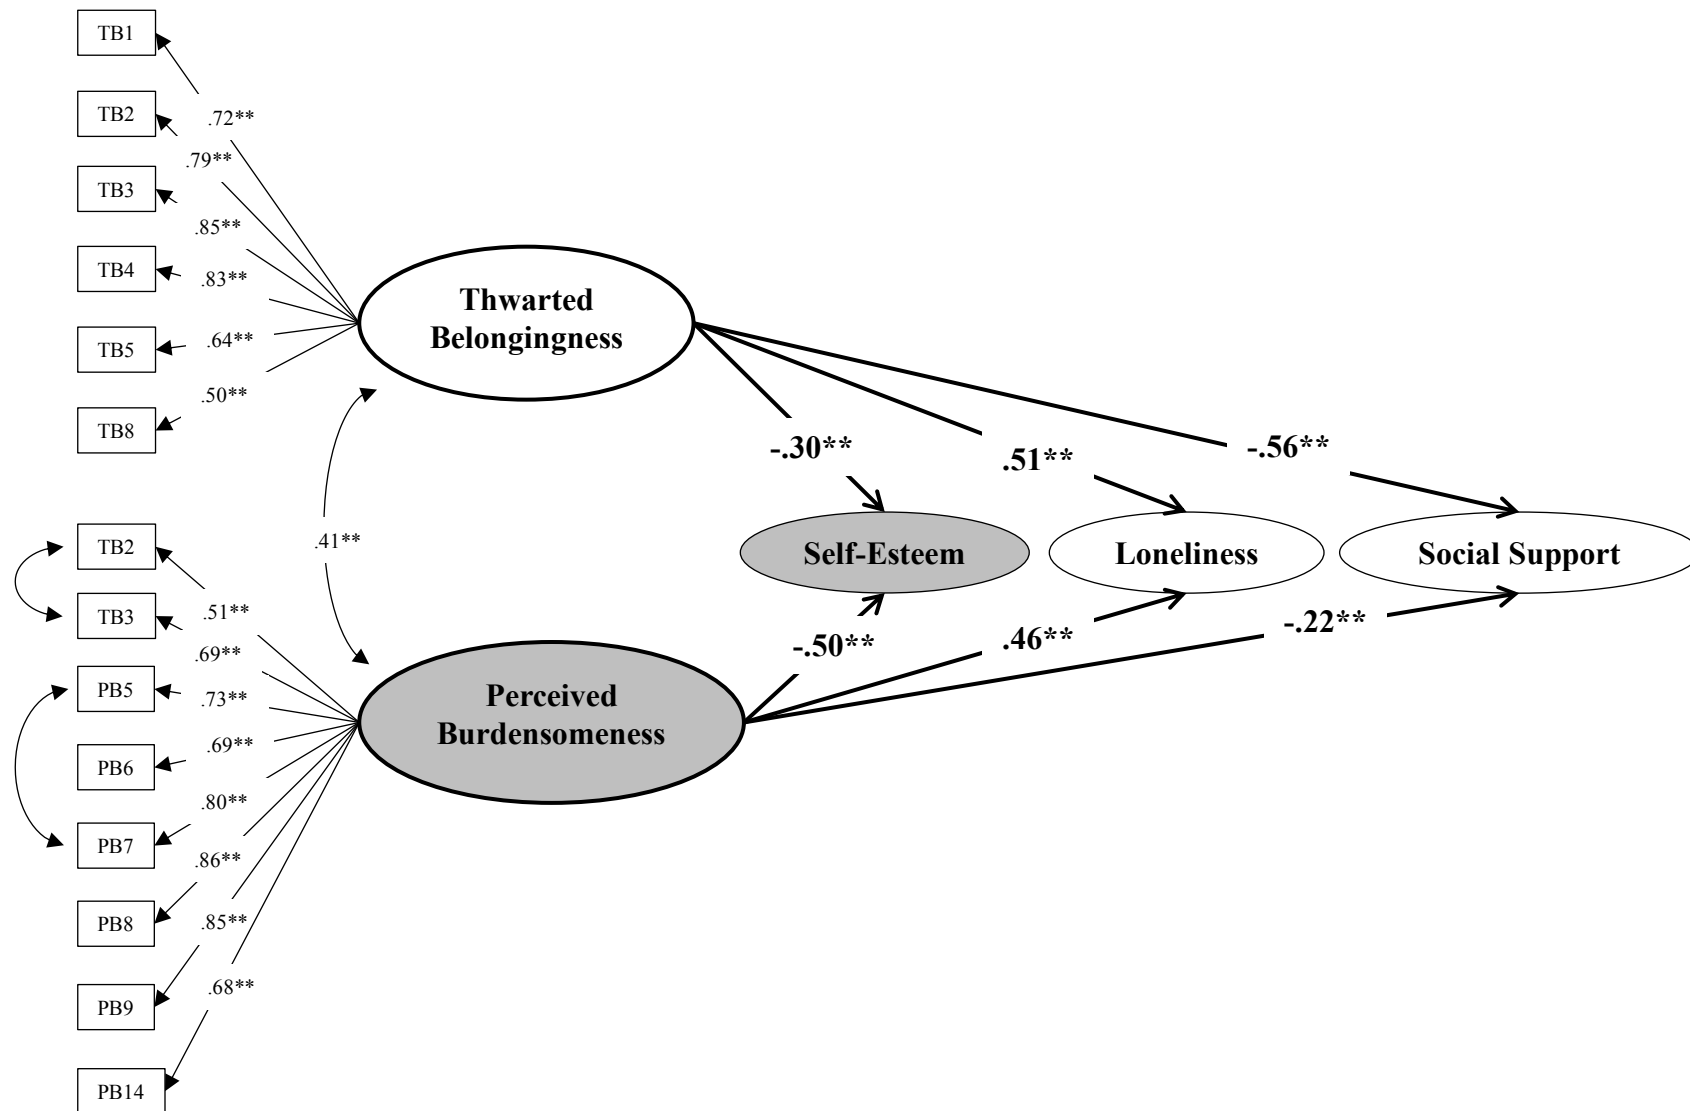 TB1
TB2
TB3
TB4
TB5
TB8
.72**
.79**
.85**
.83**
.64**
.50**
Thwarted
Belongingness
-.30**
.51**
-.56**
.41**
Self-Esteem
Loneliness
Social Support
-.50**
.46**
-.22**
Perceived
Burdensomeness
TB2
TB3
PB5
PB6
PB7
PB8
PB9
PB14
.51**
.69**
.73**
.69**
.80**
.86**
.85**
.68**